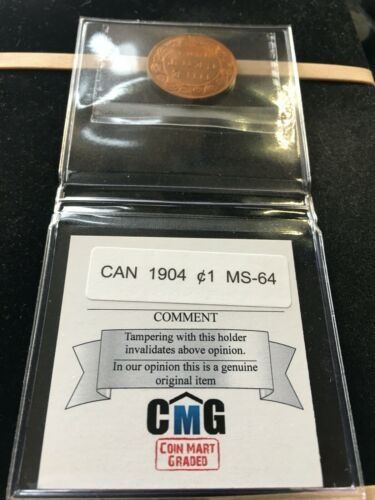 CAN 1904 ¢1 MS-64
COMMENT
Tampering with this holder
invalidates above opinion.
In our opinion this is a genuine
original item
CMG
COIN MART
GRADED